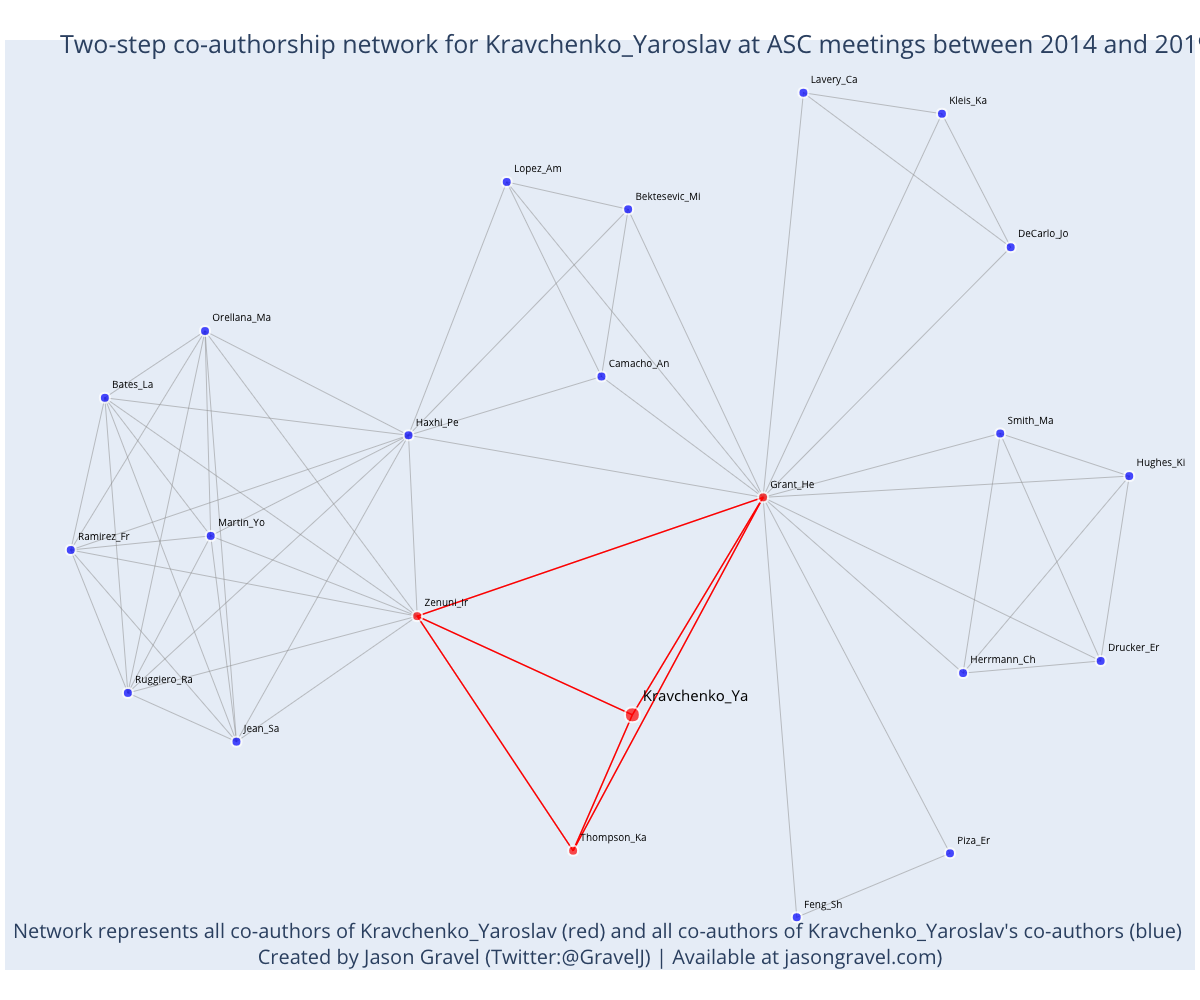 Two-step co-authorship network for Kravchenko_Yaroslav at ASC meetings between 2014 and 2019
Lavery_Ca
Kleis_Ka
Lopez_Am
Bektesevic_Mi
DeCarlo_Jo
Orellana_Ma
Camacho_An
Bates_La
Haxhi_Pe
Smith_Ma
Hughes_Ki
Grant_He
Martin_Yo
Ramirez_Fr
Zenuni_Ir
Drucker_Er
Herrmann_Ch
Ruggiero_Ra
Kravchenko_Ya
Jean_Sa
Thompson_Ka
Piza_Er
Feng_Sh
Network represents all co-authors of Kravchenko_Yaroslav (red) and all co-authors of Kravchenko_Yaroslav's co-authors (blue)
Created by Jason Gravel (Twitter:@GravelJ) | Available at jasongravel.com)